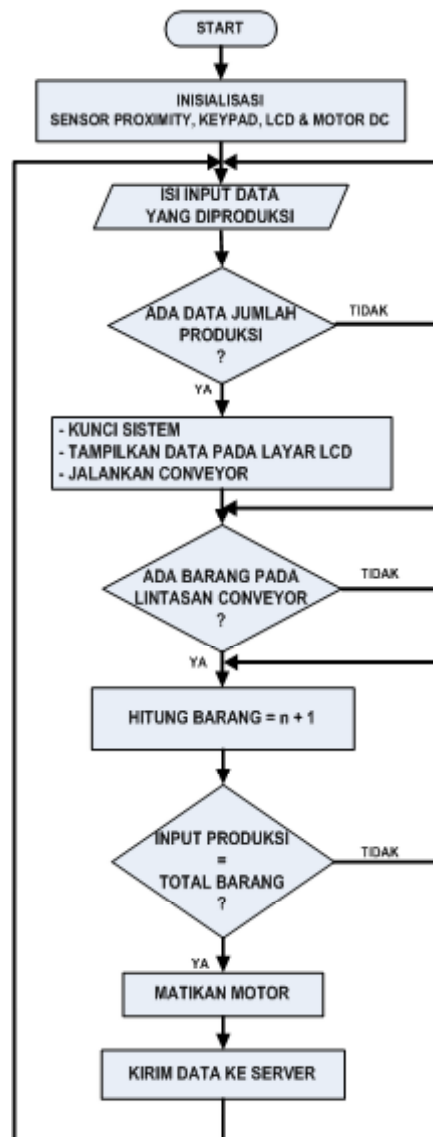 START
INISIALISASI
SENSOR PROXIMITY, KEYPAD, LCD & MOTOR DC
ISI INPUT DATA
YANG DIPRODUKSI
ADA DATA JUMLAH
PRODUKSI
?
TIDAK
YA
- KUNCI SISTEM
- TAMPILKAN DATA PADA LAYAR LCD
- JALANKAN CONVEYOR
ADA BARANG PADA
LINTASAN CONVEYOR
?
TIDAK
YA
HITUNG BARANG = n + 1
INPUT PRODUKSI
=
TOTAL BARANG
?
TIDAK
YA
MATIKAN MOTOR
KIRIM DATA KE SERVER